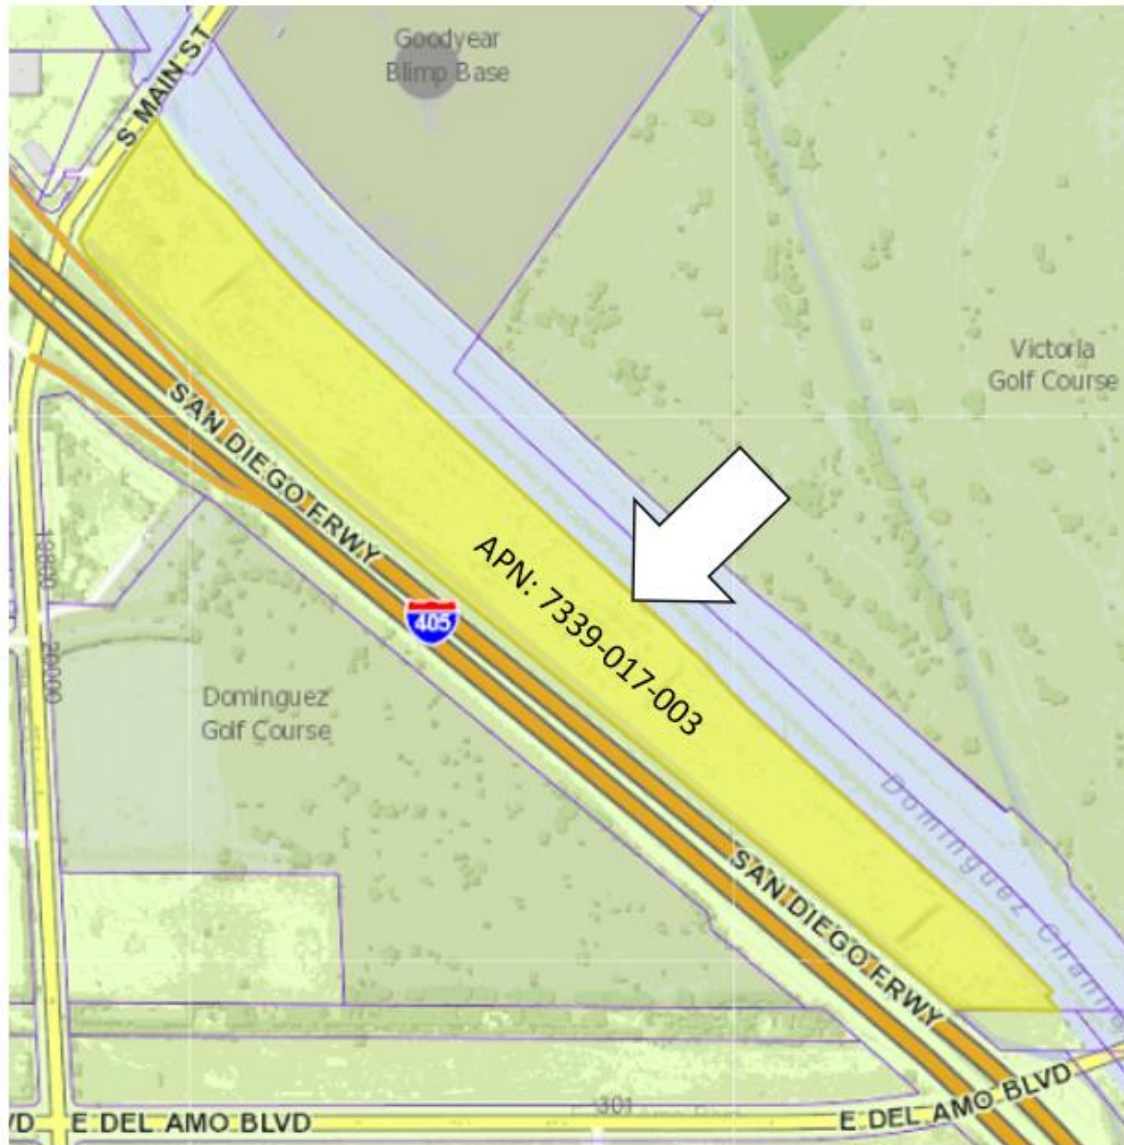 Goodyear
Blimp Base
S MAIN ST
Victoria
Golf Course
SAN DIEGO FRWY
APN: 7339-017-003
405
19800
20000
Dominguez
Golf Course
Dominguez Channel
SAN DIEGO FRWY
301
E DEL AMO BLVD
VD
E DEL AMO BLVD